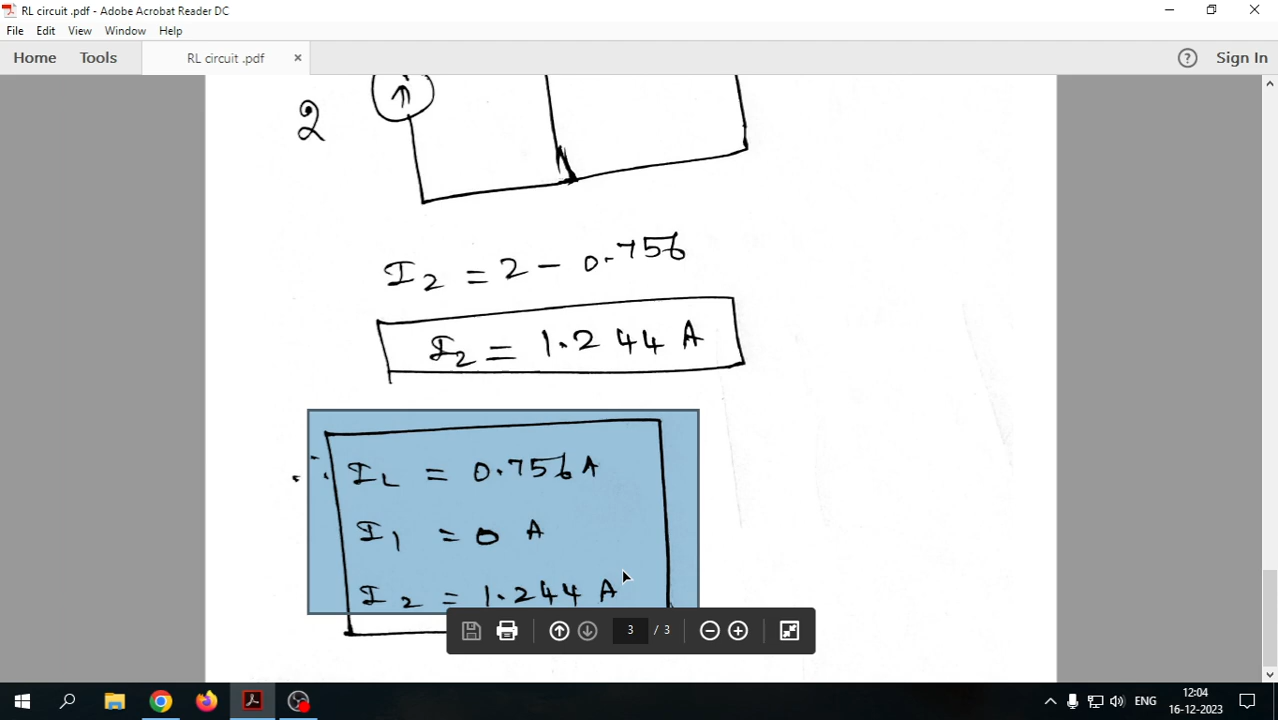 RL circuit .pdf - Adobe Acrobat Reader DC
File Edit View Window Help
Home Tools RL circuit .pdf × ? Sign In
2
I2 = 2 - 0.756
I2 = 1.244 A
∴ IL = 0.756 A
I1 = 0 A
I2 = 1.244 A
3 / 3
ENG
12:04
16-12-2023